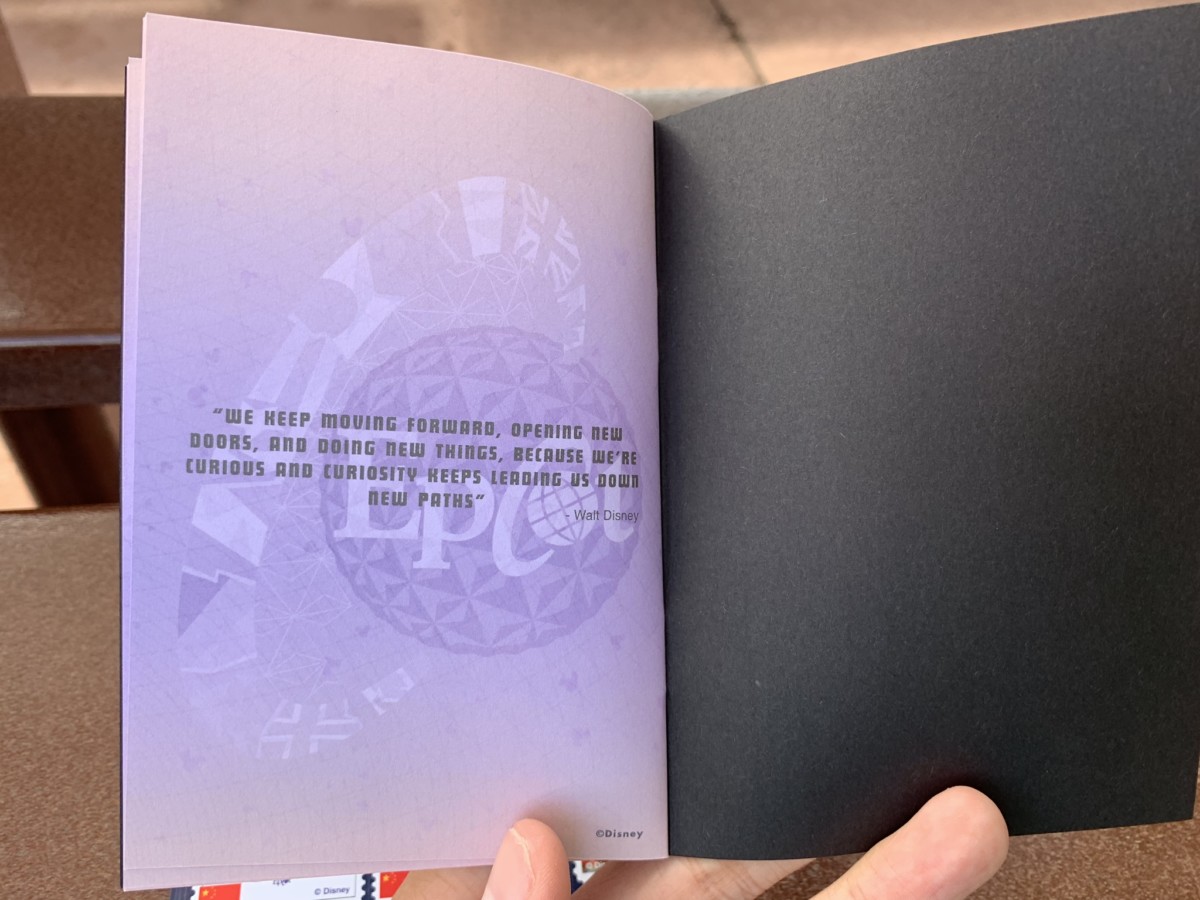 “WE KEEP MOVING FORWARD, OPENING NEW
DOORS, AND DOING NEW THINGS, BECAUSE WE’RE
CURIOUS AND CURIOSITY KEEPS LEADING US DOWN
NEW PATHS”
- Walt Disney
Epcot
©Disney
© Disney